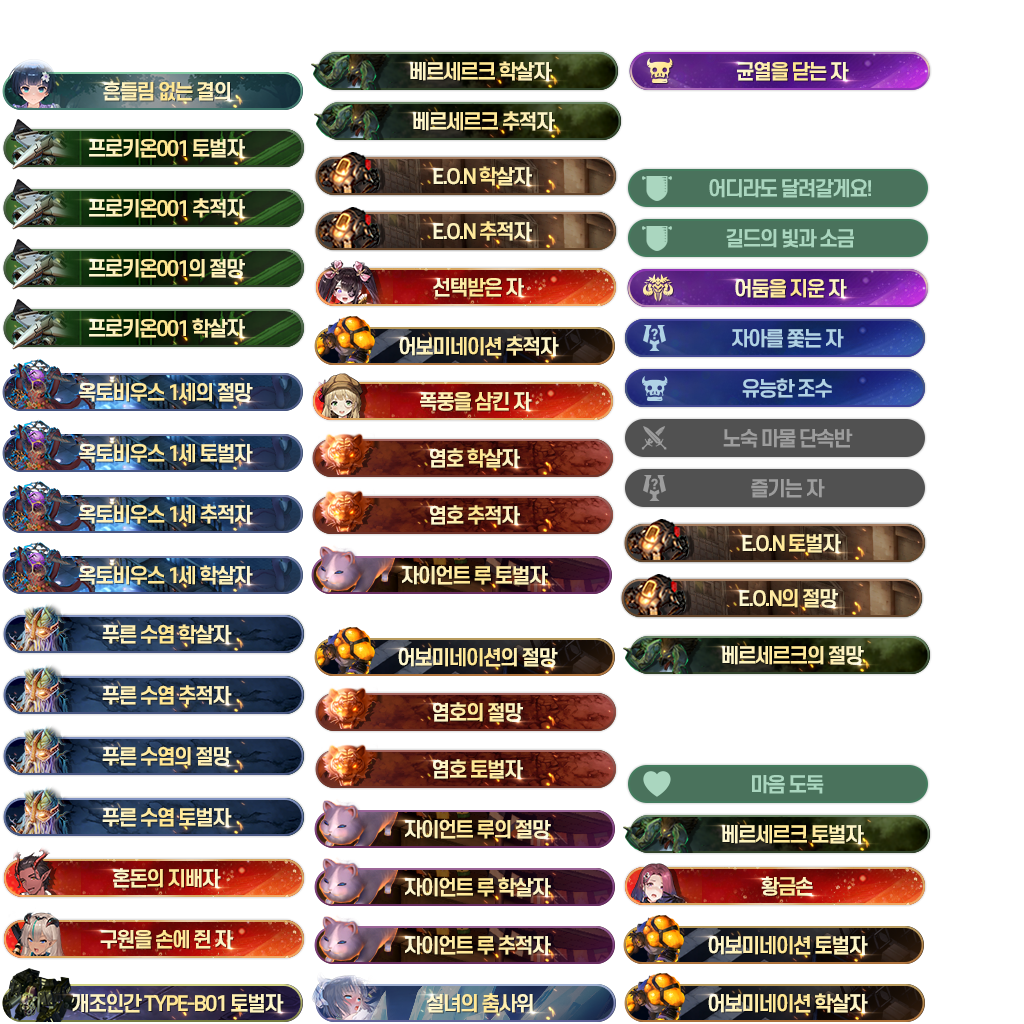 흔들림 없는 결의
프로키온001 토벌자
프로키온001 추적자
프로키온001의 절망
프로키온001 학살자
옥토비우스 1세의 절망
옥토비우스 1세 토벌자
옥토비우스 1세 추적자
옥토비우스 1세 학살자
푸른 수염 학살자
푸른 수염 추적자
푸른 수염의 절망
푸른 수염 토벌자
혼돈의 지배자
구원을 손에 쥔 자
개조인간 TYPE-B01 토벌자
베르세르크 학살자
베르세르크 추적자
E.O.N 학살자
E.O.N 추적자
선택받은 자
어보미네이션 추적자
폭풍을 삼킨 자
염호 학살자
염호 추적자
자이언트 루 토벌자
어보미네이션의 절망
염호의 절망
염호 토벌자
자이언트 루의 절망
자이언트 루 학살자
자이언트 루 추적자
설녀의 춤사위
균열을 닫는 자
어디라도 달려갈게요!
길드의 빛과 소금
어둠을 지운 자
자아를 쫓는 자
유능한 조수
노숙 마물 단속반
즐기는 자
E.O.N 토벌자
E.O.N의 절망
베르세르크의 절망
마음 도둑
베르세르크 토벌자
황금손
어보미네이션 토벌자
어보미네이션 학살자